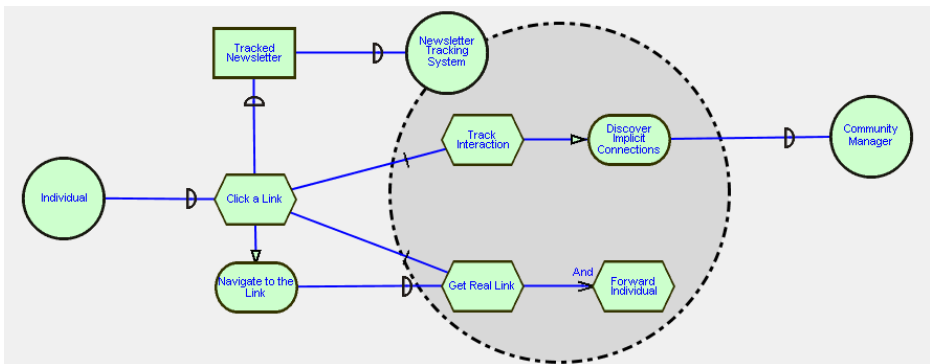 Tracked
Newsletter
Newsletter
Tracking
System
Track
Interaction
Discover
Implicit
Connections
Community
Manager
Individual
Click a Link
Navigate to the
Link
Get Real Link
And
Forward
Individual